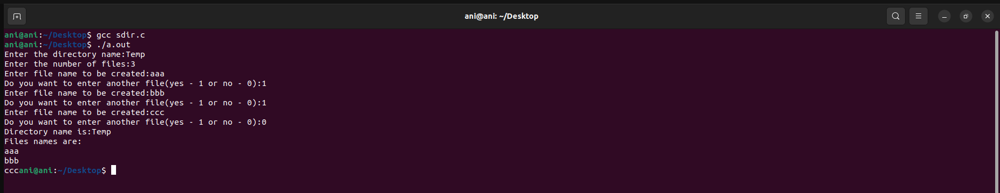 ani@ani: ~/Desktop
ani@ani:~/Desktop$ gcc sdir.c
ani@ani:~/Desktop$ ./a.out
Enter the directory name:Temp
Enter the number of files:3
Enter file name to be created:aaa
Do you want to enter another file(yes - 1 or no - 0):1
Enter file name to be created:bbb
Do you want to enter another file(yes - 1 or no - 0):1
Enter file name to be created:ccc
Do you want to enter another file(yes - 1 or no - 0):0
Directory name is:Temp
Files names are:
aaa
bbb
cccani@ani:~/Desktop$